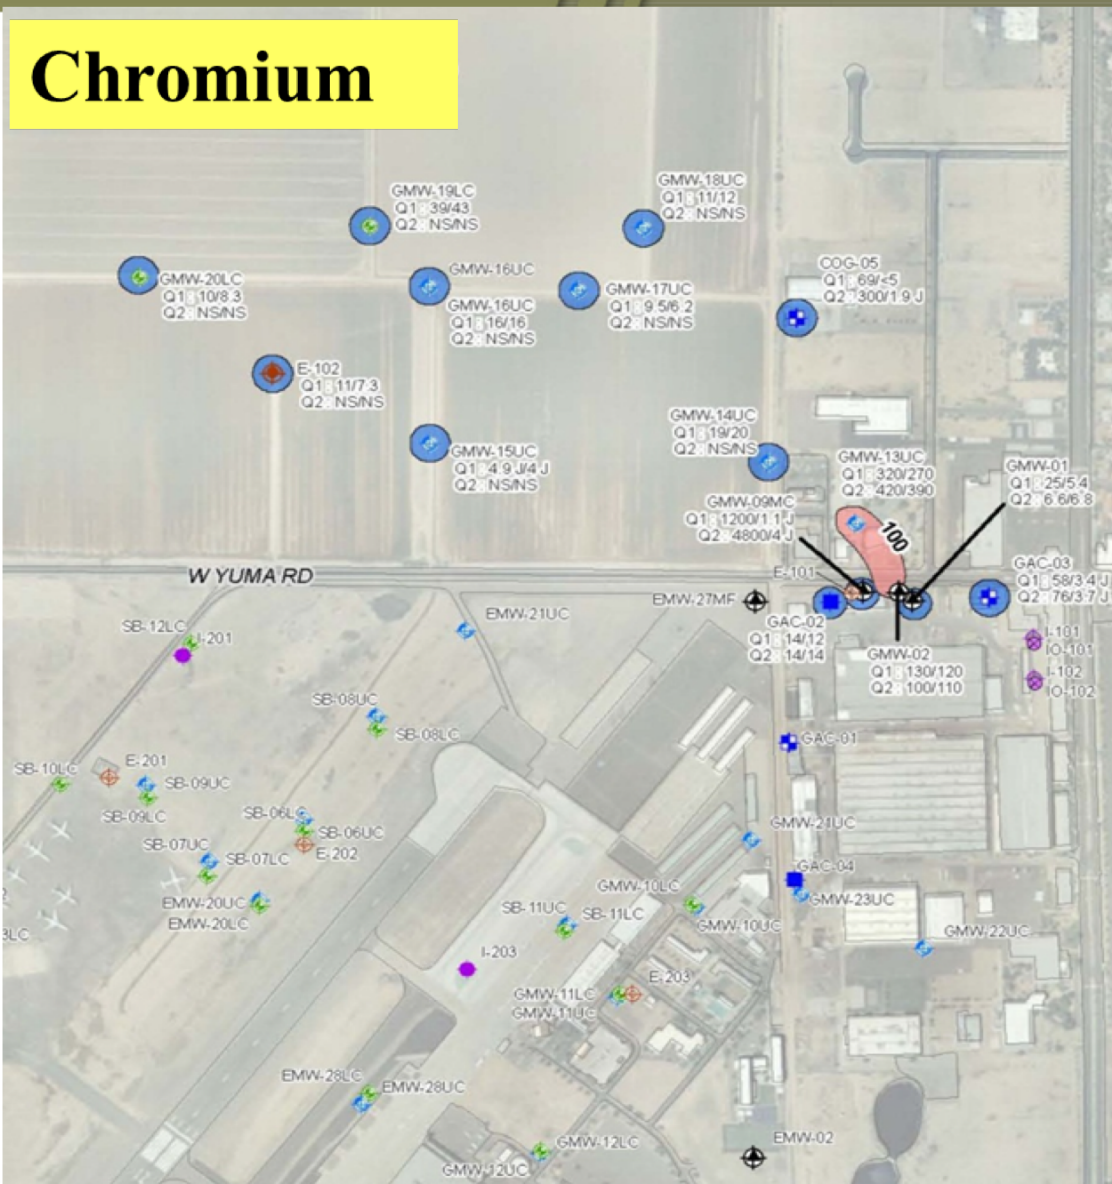 Chromium
GMW-19LC
Q1: 39/43
Q2: NS/NS
GMW-18UC
Q1: 11/12
Q2: NS/NS
GMW-20LC
Q1: 10/8.3
Q2: NS/NS
GMW-16UC
GMW-16UC
Q1: 16/16
Q2: NS/NS
GMW-17UC
Q1: 9.5/6.2
Q2: NS/NS
COG-05
Q1: 69/<5
Q2: 300/1.9 J
E-102
Q1: 11/7.3
Q2: NS/NS
GMW-15UC
Q1: 4.9 J/4 J
Q2: NS/NS
GMW-14UC
Q1: 19/20
Q2: NS/NS
GMW-13UC
Q1: 320/270
Q2: 420/390
GMW-01
Q1: 25/5.4
Q2: 6.6/6.8
GMW-09MC
Q1: 1200/1.1 J
Q2: 4800/4 J
100
W YUMA RD
E-101
GAC-03
Q1: 58/3.4 J
Q2: 76/3.7 J
EMW-27MF
EMW-21UC
GAC-02
Q1: 14/12
Q2: 14/14
GMW-02
Q1: 130/120
Q2: 100/110
I-101
IO-101
I-102
IO-102
SB-12LC
I-201
SB-08UC
SB-08LC
GAC-01
SB-10LC
E-201
SB-09UC
SB-09LC
SB-06LC
SB-06UC
E-202
SB-07UC
SB-07LC
GMW-21UC
GAC-04
GMW-23UC
EMW-20UC
EMW-20LC
GMW-10LC
GMW-10UC
SB-11UC
SB-11LC
GMW-22UC
3LC
I-203
E-203
GMW-11LC
GMW-11UC
EMW-28LC
EMW-28UC
EMW-02
GMW-12LC
GMW-12UC